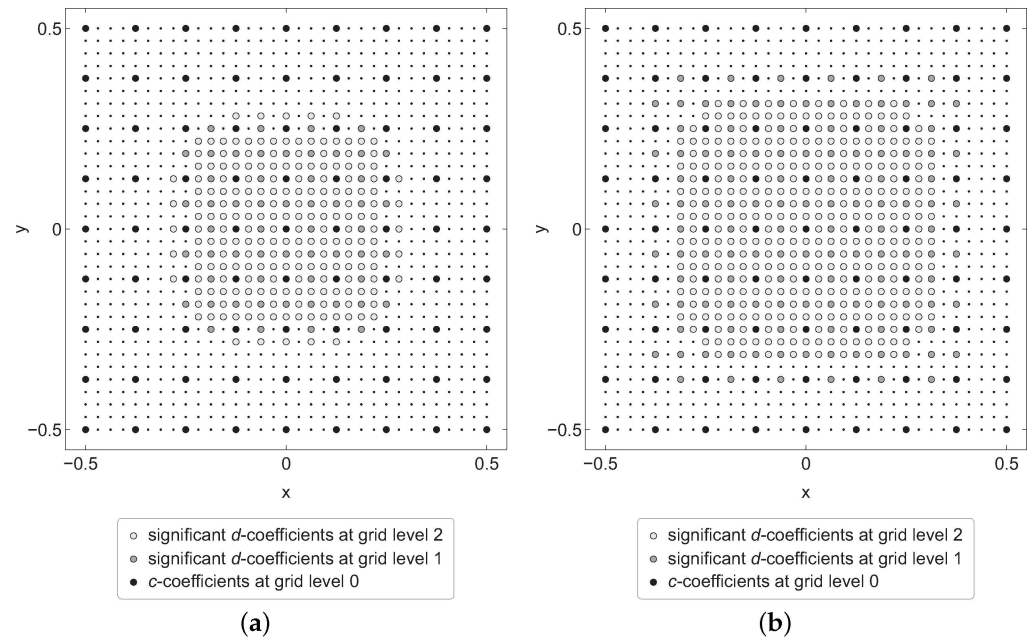 0.5
y
0
−0.5
−0.5
0
0.5
x
significant d-coefficients at grid level 2
significant d-coefficients at grid level 1
c-coefficients at grid level 0
(a)
0.5
y
0
−0.5
−0.5
0
0.5
x
significant d-coefficients at grid level 2
significant d-coefficients at grid level 1
c-coefficients at grid level 0
(b)